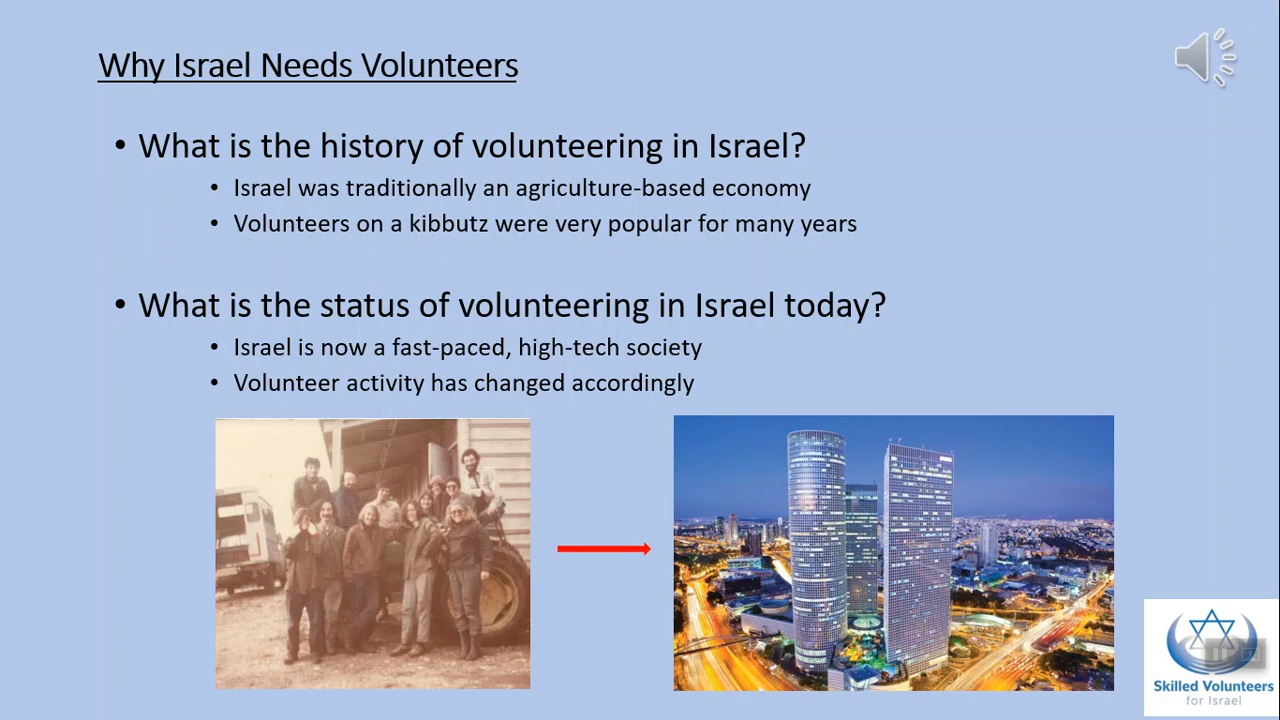 Why Israel Needs Volunteers
• What is the history of volunteering in Israel?
• Israel was traditionally an agriculture-based economy
• Volunteers on a kibbutz were very popular for many years
• What is the status of volunteering in Israel today?
• Israel is now a fast-paced, high-tech society
• Volunteer activity has changed accordingly
Skilled Volunteers
for Israel